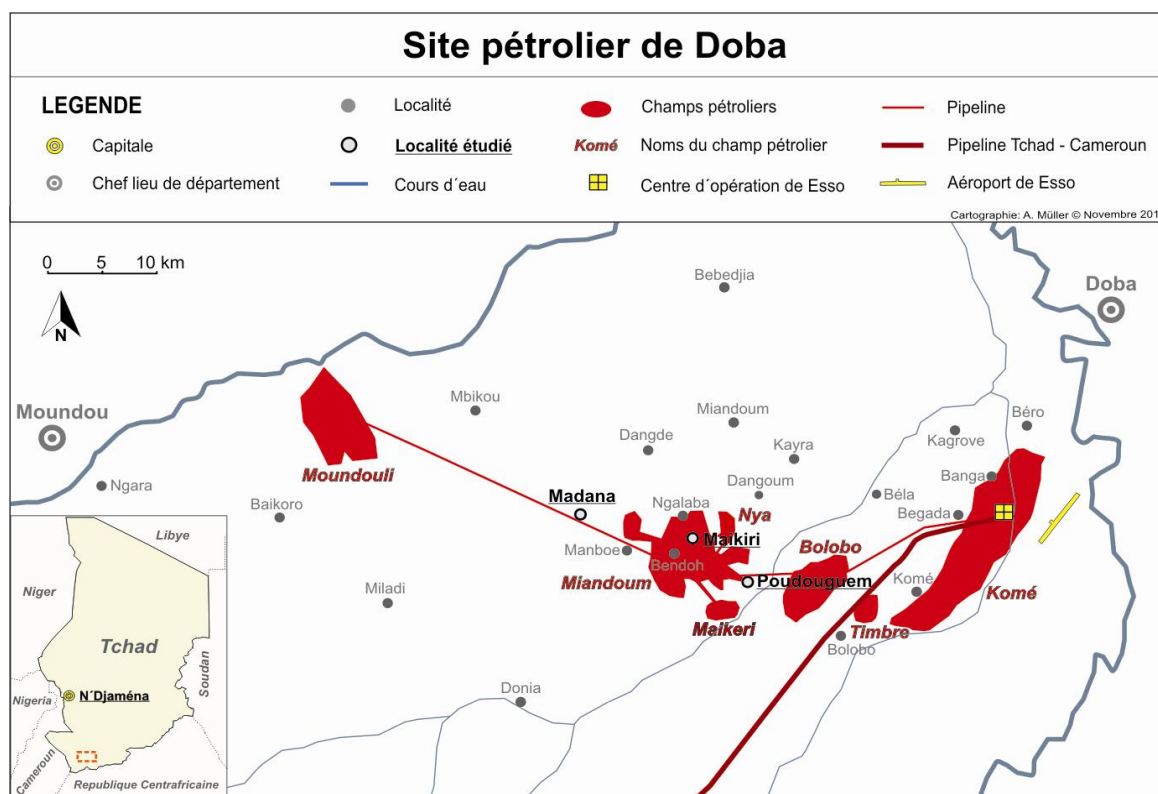 Site pétrolier de Doba
LEGENDE
Capitale
Chef lieu de département
Localité
Localité étudié
Cours d´eau
Champs pétroliers
Komé
Noms du champ pétrolier
Centre d´opération de Esso
Pipeline
Pipeline Tchad - Cameroun
Aéroport de Esso
Cartographie: A. Müller © Novembre 201
0 5 10 km
N
Bebedjia
Doba
Moundou
Mbikou
Miandoum
Béro
Kagrove
Dangde
Kayra
Moundouli
Banga
Ngara
Dangoum
Béla
Baikoro
Madana
Ngalaba
Nya
Begada
Maikiri
Manboe
Bolobo
Bendoh
Miandoum
Poudouguem
Komé
Komé
Miladi
Maikeri
Timbre
Bolobo
Donia
Libye
Niger
Tchad
Soudan
N´Djaména
Nigeria
Cameroun
Republique Centrafricaine